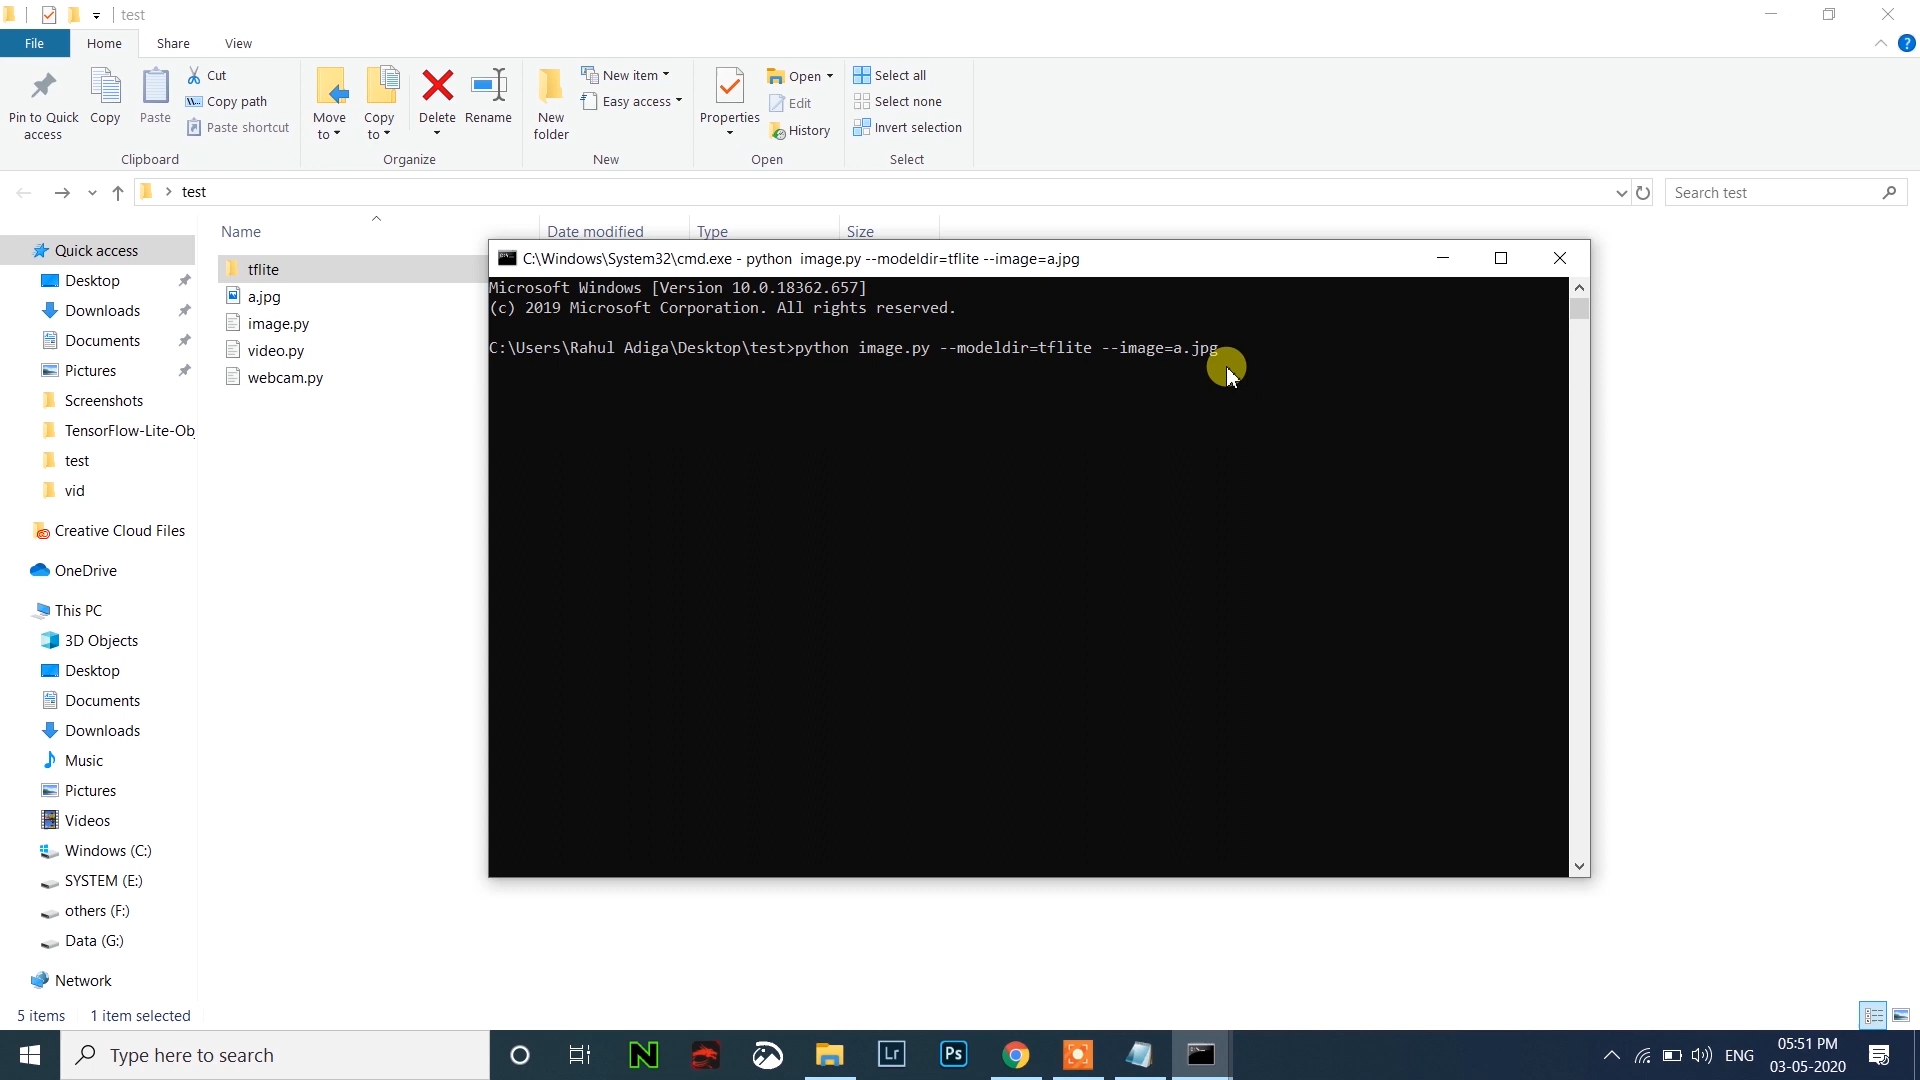 test
File
Home
Share
View
Pin to Quick
access
Copy
Paste
Cut
Copy path
Paste shortcut
Clipboard
Move
to
Copy
to
Delete
Rename
Organize
New
folder
New item
Easy access
New
Properties
Open
Edit
History
Open
Select all
Select none
Invert selection
Select
test
Search test
Name
Date modified
Type
Size
Quick access
Desktop
Downloads
Documents
Pictures
Screenshots
TensorFlow-Lite-Ob
test
vid
Creative Cloud Files
OneDrive
This PC
3D Objects
Desktop
Documents
Downloads
Music
Pictures
Videos
Windows (C:)
SYSTEM (E:)
others (F:)
Data (G:)
Network
tflite
a.jpg
image.py
video.py
webcam.py
C:\Windows\System32\cmd.exe - python  image.py --modeldir=tflite --image=a.jpg
Microsoft Windows [Version 10.0.18362.657]
(c) 2019 Microsoft Corporation. All rights reserved.
C:\Users\Rahul Adiga\Desktop\test>python image.py --modeldir=tflite --image=a.jpg
5 items
1 item selected
Type here to search
Lr
Ps
ENG
05:51 PM
03-05-2020